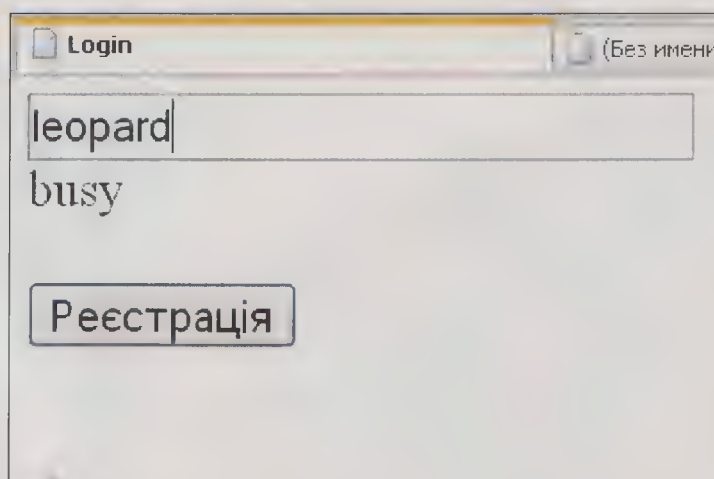 Login
(Без имени
leopard
busy
Реєстрація